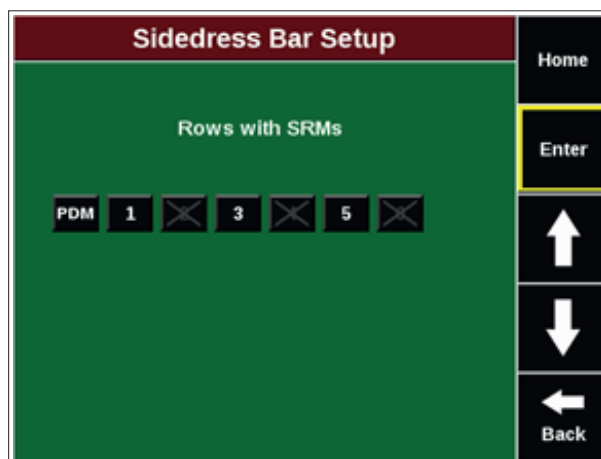 Sidedress Bar Setup
Home
Rows with SRMs
Enter
PDM 1 3 5
Back